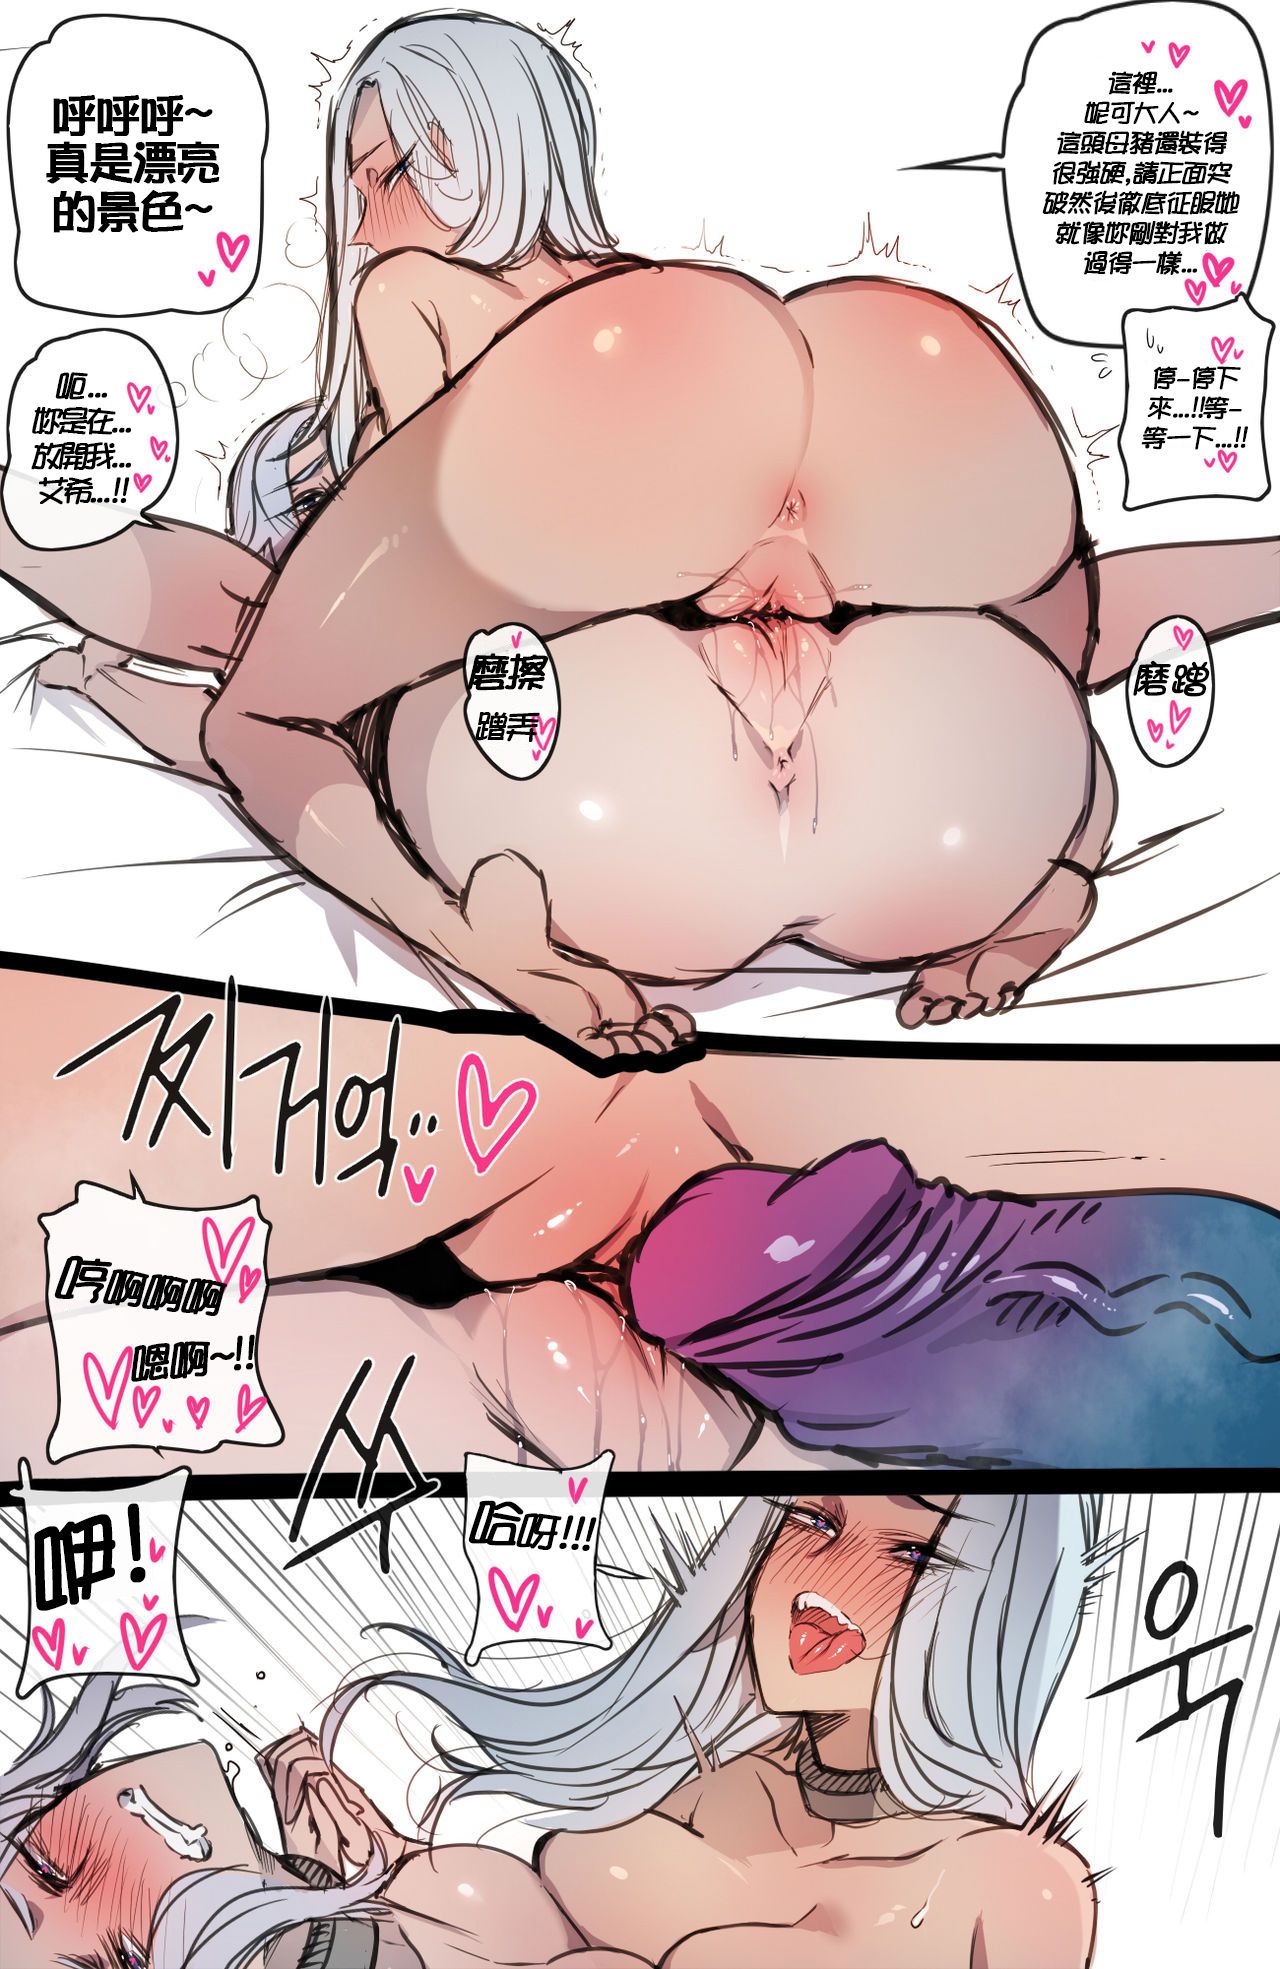 呼呼呼~
真是漂亮
的景色~
這裡...
妮可大人~
這頭母豬還裝得
很強硬,請正面突
破然後徹底征服她
就像妳剛對我做
過得一樣...
呃...
妳是在...
放開我...
艾希...!!
停-停下
來...!!等-
等一下...!!
磨擦
蹭弄
磨蹭
찌거억..
哼啊啊啊
嗯啊~!!
쑥
咿!
哈呀!!!
욱